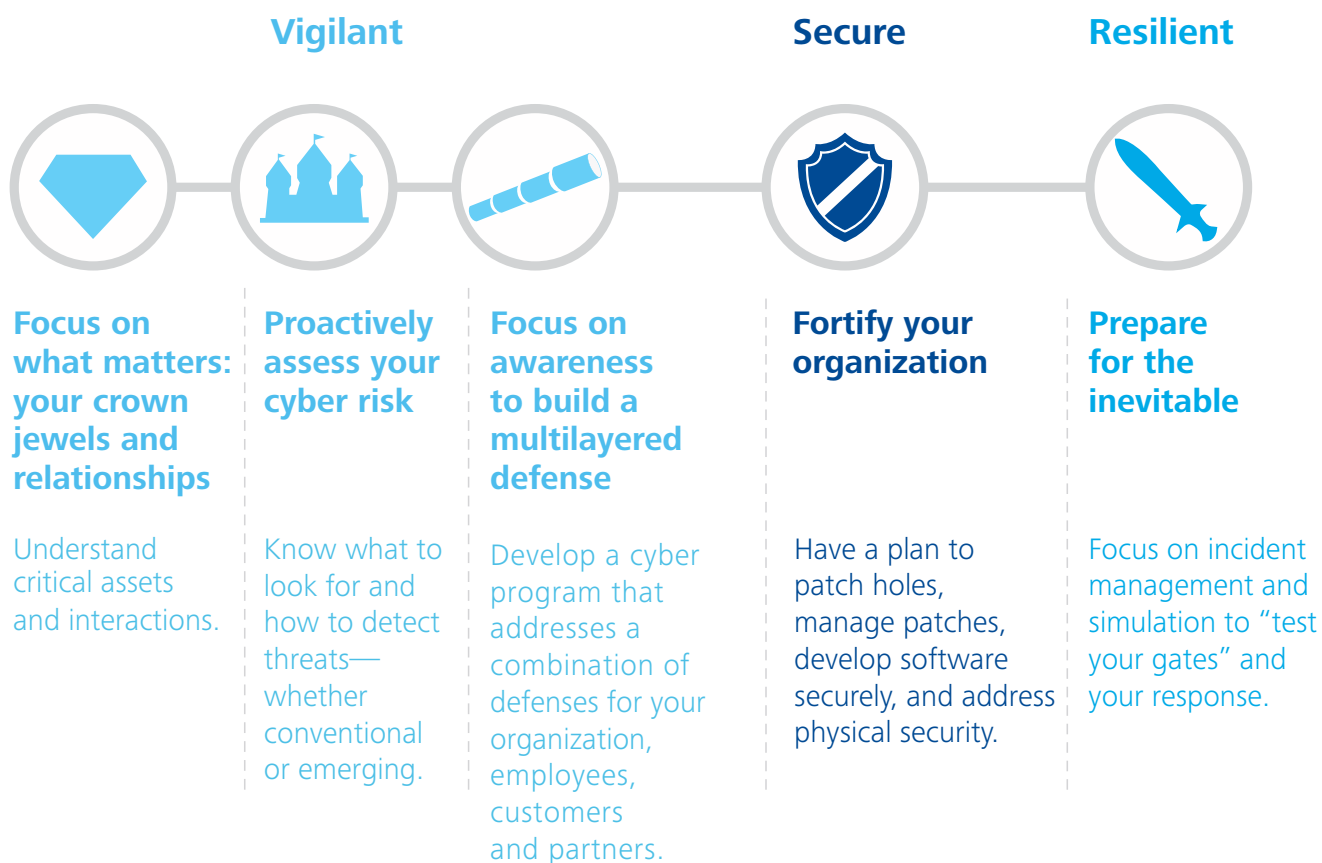 Vigilant
Secure
Resilient
Focus on
what matters:
your crown
jewels and
relationships
Understand
critical assets
and interactions.
Proactively
assess your
cyber risk
Know what to
look for and
how to detect
threats—
whether
conventional
or emerging.
Focus on
awareness
to build a
multilayered
defense
Develop a cyber
program that
addresses a
combination of
defenses for your
organization,
employees,
customers
and partners.
Fortify your
organization
Have a plan to
patch holes,
manage patches,
develop software
securely, and address
physical security.
Prepare
for the
inevitable
Focus on incident
management and
simulation to “test
your gates” and
your response.